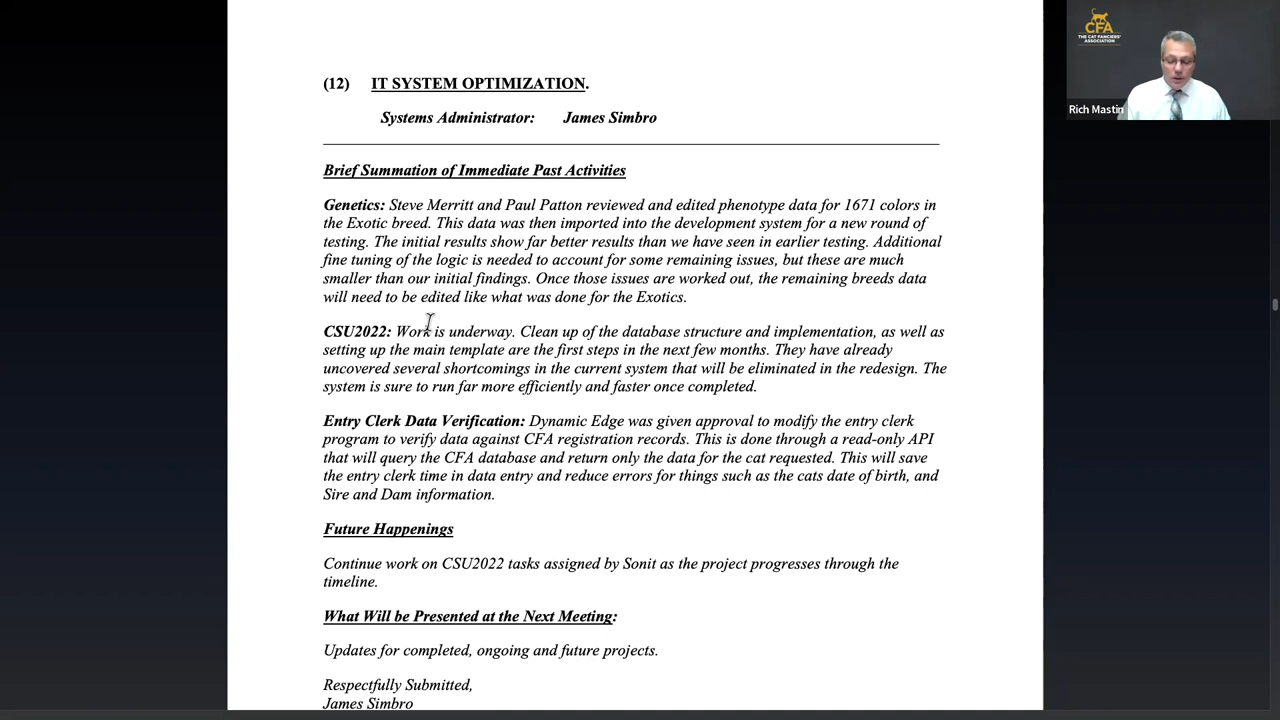 (12) IT SYSTEM OPTIMIZATION.
Systems Administrator: James Simbro
Brief Summation of Immediate Past Activities
Genetics: Steve Merritt and Paul Patton reviewed and edited phenotype data for 1671 colors in
the Exotic breed. This data was then imported into the development system for a new round of
testing. The initial results show far better results than we have seen in earlier testing. Additional
fine tuning of the logic is needed to account for some remaining issues, but these are much
smaller than our initial findings. Once those issues are worked out, the remaining breeds data
will need to be edited like what was done for the Exotics.
CSU2022: Work is underway. Clean up of the database structure and implementation, as well as
setting up the main template are the first steps in the next few months. They have already
uncovered several shortcomings in the current system that will be eliminated in the redesign. The
system is sure to run far more efficiently and faster once completed.
Entry Clerk Data Verification: Dynamic Edge was given approval to modify the entry clerk
program to verify data against CFA registration records. This is done through a read-only API
that will query the CFA database and return only the data for the cat requested. This will save
the entry clerk time in data entry and reduce errors for things such as the cats date of birth, and
Sire and Dam information.
Future Happenings
Continue work on CSU2022 tasks assigned by Sonit as the project progresses through the
timeline.
What Will be Presented at the Next Meeting:
Updates for completed, ongoing and future projects.
Respectfully Submitted,
James Simbro
CFA
THE CAT FANCIERS'
ASSOCIATION
Rich Mastin